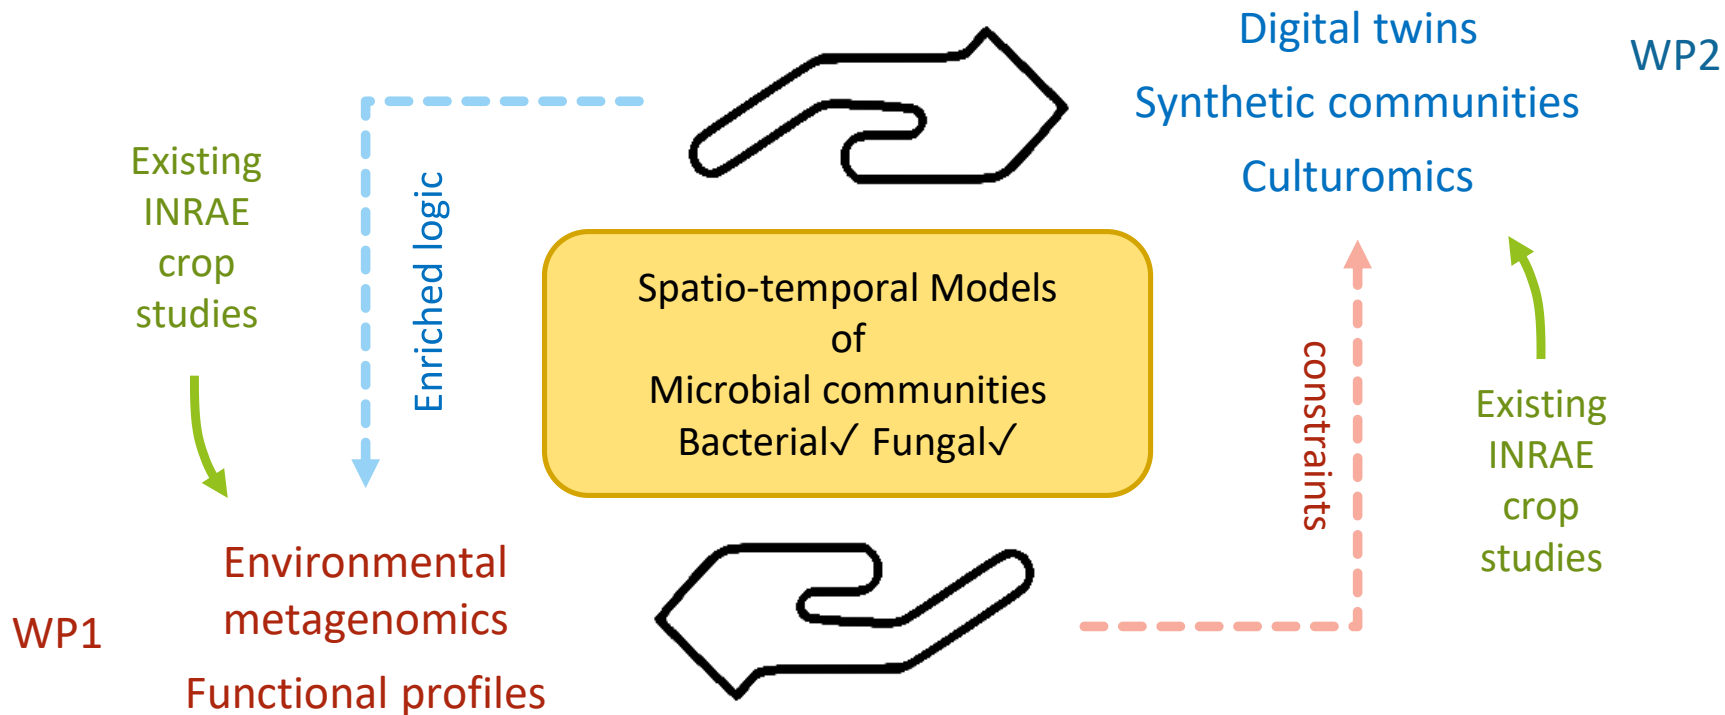 Digital twins
WP2
Synthetic communities
Culturomics
Existing
INRAE
crop
studies
Enriched logic
Spatio-temporal Models
of
Microbial communities
Bacterial✓ Fungal✓
constraints
Existing
INRAE
crop
studies
Environmental
metagenomics
WP1
Functional profiles